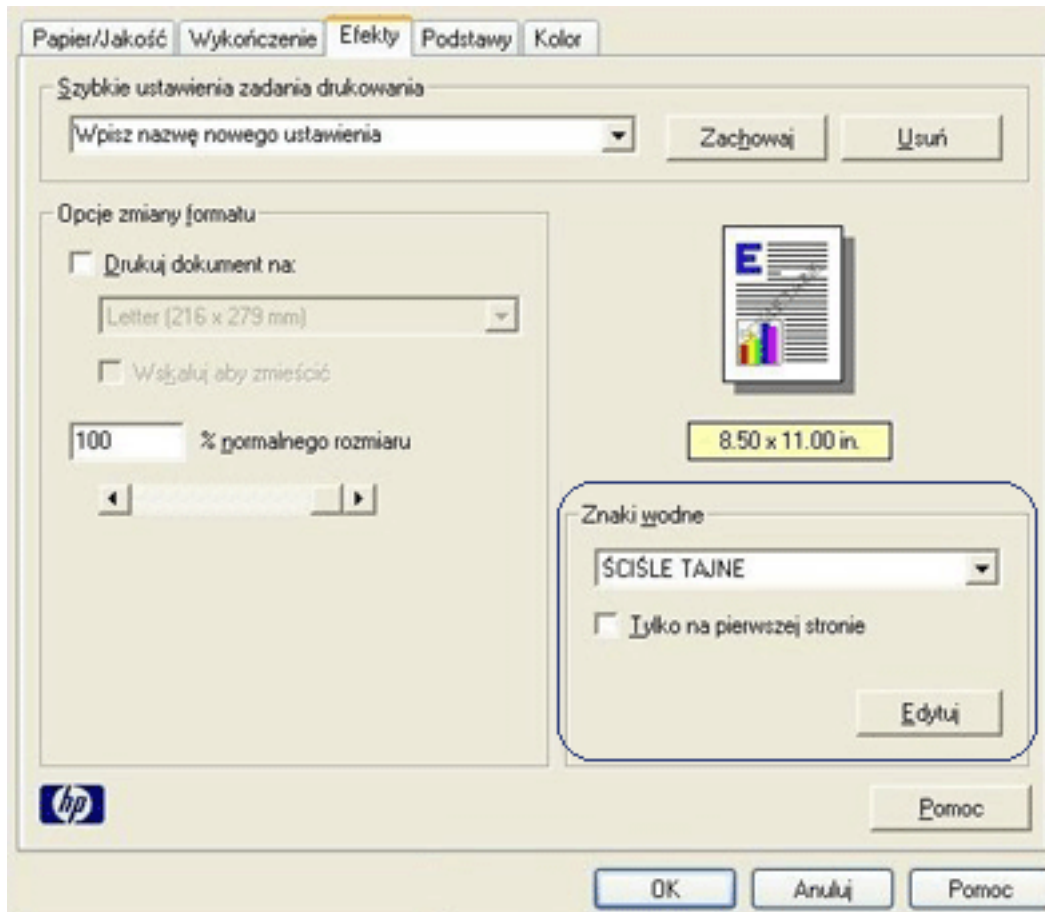 Papier/Jakość Wykończenie Efekty Podstawy Kolor
Szybkie ustawienia zadania drukowania
Wpisz nazwę nowego ustawienia Zachowaj Usuń
Opcje zmiany formatu
Drukuj dokument na:
Letter (216 x 279 mm)
Wskaluj aby zmieścić
100 % normalnego rozmiaru
E
8.50 x 11.00 in.
Znaki wodne
ŚCIŚLE TAJNE
Tylko na pierwszej stronie
Edytuj
hp
Pomoc
OK Anuluj Pomoc